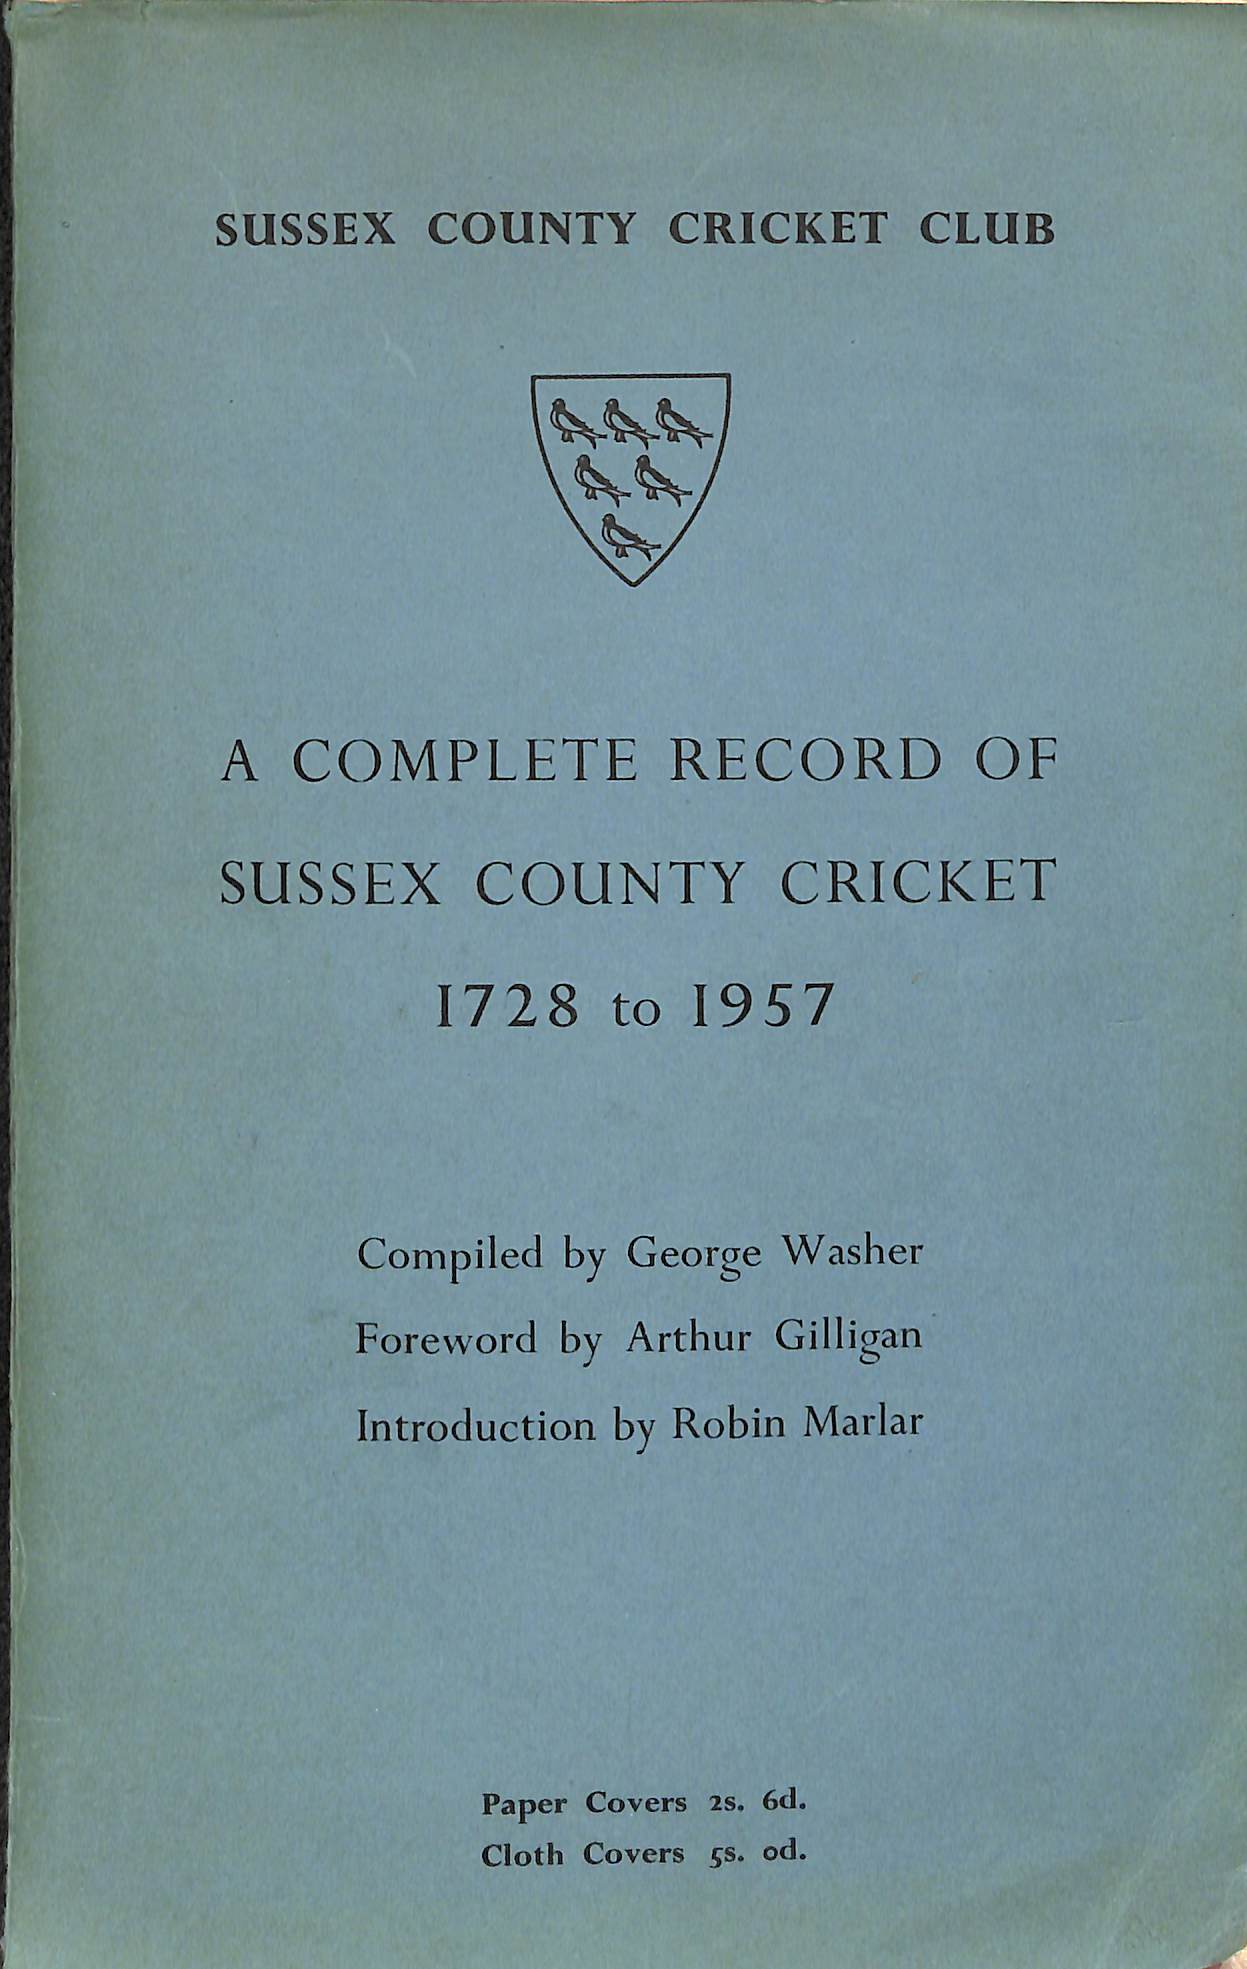 SUSSEX COUNTY CRICKET CLUB
A COMPLETE RECORD OF
SUSSEX COUNTY CRICKET
1728 to 1957
Compiled by George Washer
Foreword by Arthur Gilligan
Introduction by Robin Marlar
Paper Covers 2s. 6d.
Cloth Covers 5s. 0d.